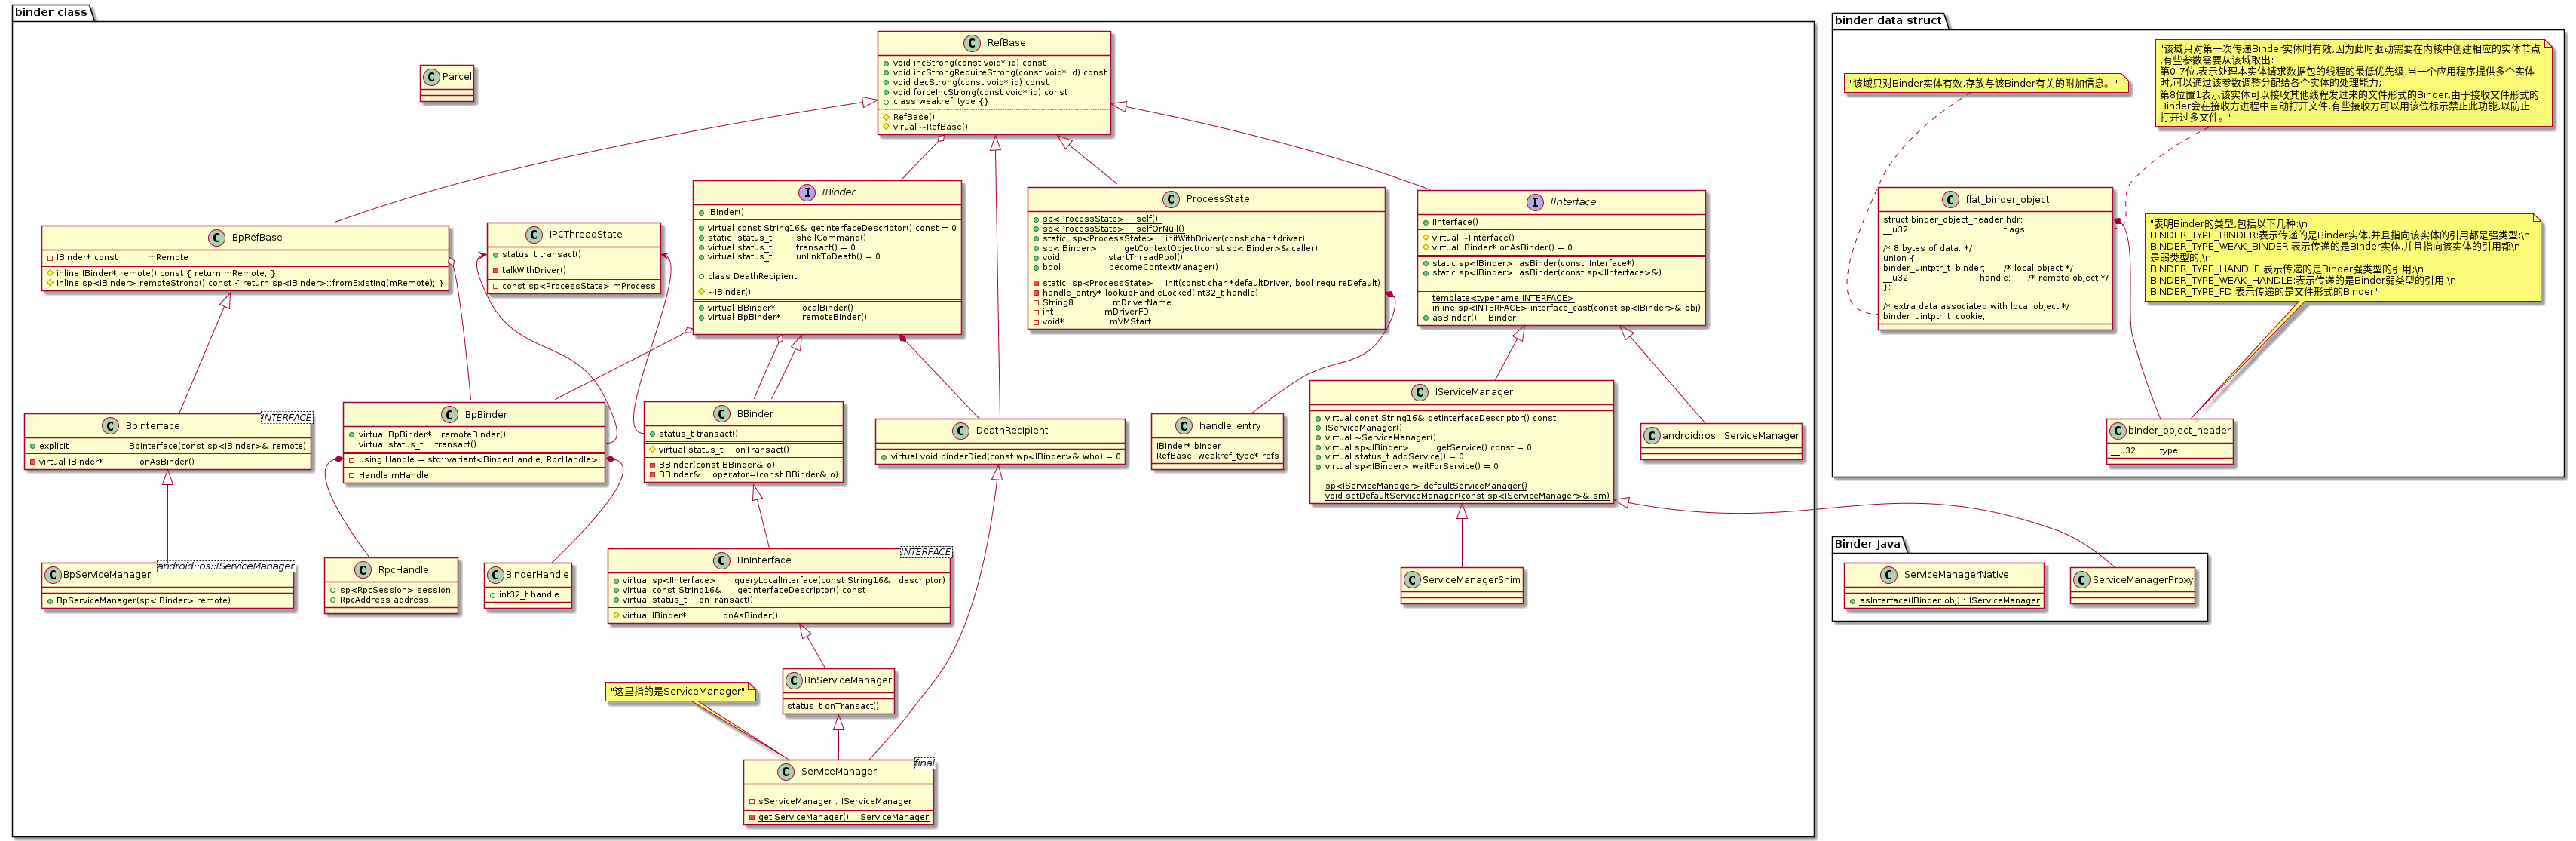 binder class
RefBase
void incStrong(const void* id) const
void incStrongRequireStrong(const void* id) const
void decStrong(const void* id) const
void forceIncStrong(const void* id) const
class weakref_type {}
RefBase()
virual ~RefBase()
Parcel
IBinder
IBinder()
virtual const String16& getInterfaceDescriptor() const = 0
static status_t shellCommand()
virtual status_t transact() = 0
virtual status_t unlinkToDeath() = 0
class DeathRecipient
~IBinder()
virtual BBinder* localBinder()
virtual BpBinder* remoteBinder()
ProcessState
sp<ProcessState> self();
sp<ProcessState> selfOrNull()
static sp<ProcessState> initWithDriver(const char *driver)
sp<IBinder> getContextObject(const sp<IBinder>& caller)
void startThreadPool()
bool becomeContextManager()
static sp<ProcessState> init(const char *defaultDriver, bool requireDefault)
handle_entry* lookupHandleLocked(int32_t handle)
String8 mDriverName
int mDriverFD
void* mVMStart
IInterface
IInterface()
virtual ~IInterface()
virtual IBinder* onAsBinder() = 0
static sp<IBinder> asBinder(const IInterface*)
static sp<IBinder> asBinder(const sp<IInterface>&)
template<typename INTERFACE>
inline sp<INTERFACE> interface_cast(const sp<IBinder>& obj)
asBinder() : IBinder
BpRefBase
IBinder* const mRemote
inline IBinder* remote() const { return mRemote; }
inline sp<IBinder> remoteStrong() const { return sp<IBinder>::fromExisting(mRemote); }
IPCThreadState
status_t transact()
talkWithDriver()
const sp<ProcessState> mProcess
BpInterface
INTERFACE
explicit BpInterface(const sp<IBinder>& remote)
virtual IBinder* onAsBinder()
BpBinder
virtual BpBinder* remoteBinder()
virtual status_t transact()
using Handle = std::variant<BinderHandle, RpcHandle>;
Handle mHandle;
BBinder
status_t transact()
virtual status_t onTransact()
BBinder(const BBinder& o)
BBinder& operator=(const BBinder& o)
DeathRecipient
virtual void binderDied(const wp<IBinder>& who) = 0
handle_entry
IBinder* binder
RefBase::weakref_type* refs
IServiceManager
virtual const String16& getInterfaceDescriptor() const
IServiceManager()
virtual ~ServiceManager()
virtual sp<IBinder> getService() const = 0
virtual status_t addService() = 0
virtual sp<IBinder> waitForService() = 0
sp<IServiceManager> defaultServiceManager()
void setDefaultServiceManager(const sp<IServiceManager>& sm)
android::os::IServiceManager
BpServiceManager
android::os::IServiceManager
BpServiceManager(sp<IBinder> remote)
RpcHandle
sp<RpcSession> session;
RpcAddress address;
BinderHandle
int32_t handle
BnInterface
INTERFACE
virtual sp<IInterface> queryLocalInterface(const String16& _descriptor)
virtual const String16& getInterfaceDescriptor() const
virtual status_t onTransact()
virtual IBinder* onAsBinder()
ServiceManagerShim
"这里指的是ServiceManager"
BnServiceManager
status_t onTransact()
ServiceManager
final
sServiceManager : IServiceManager
getIServiceManager() : IServiceManager
binder data struct
"该域只对Binder实体有效,存放与该Binder有关的附加信息。"
"该域只对第一次传递Binder实体时有效,因为此时驱动需要在内核中创建相应的实体节点
,有些参数需要从该域取出:
第0-7位,表示处理本实体请求数据包的线程的最低优先级,当一个应用程序提供多个实体
时,可以通过该参数调整分配给各个实体的处理能力;
第8位置1表示该实体可以接收其他线程发过来的文件形式的Binder,由于接收文件形式的
Binder会在接收方进程中自动打开文件,有些接收方可以用该位标示禁止此功能,以防止
打开过多文件。"
flat_binder_object
struct binder_object_header hdr;
__u32 flags;
/* 8 bytes of data. */
union {
binder_uintptr_t binder; /* local object */
__u32 handle; /* remote object */
};
/* extra data associated with local object */
binder_uintptr_t cookie;
"表明Binder的类型,包括以下几种:\n
BINDER_TYPE_BINDER:表示传递的是Binder实体,并且指向该实体的引用都是强类型;\n
BINDER_TYPE_WEAK_BINDER:表示传递的是BInder实体,并且指向该实体的引用都\n
是弱类型的;\n
BINDER_TYPE_HANDLE:表示传递的是Binder强类型的引用;\n
BINDER_TYPE_WEAK_HANDLE:表示传递的是Binder弱类型的引用;\n
BINDER_TYPE_FD:表示传递的是文件形式的Binder"
binder_object_header
__u32 type;
Binder Java
ServiceManagerNative
asInterface(IBinder obj) : IServiceManager
ServiceManagerProxy